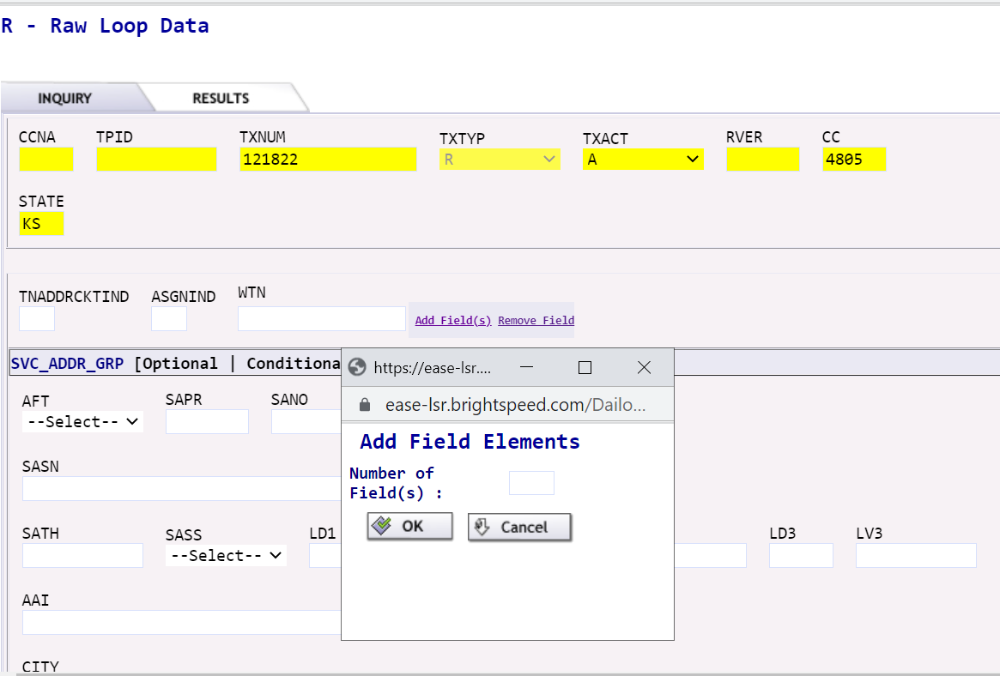 R - Raw Loop Data
INQUIRY RESULTS
CCNA TPID TXNUM TXTYP TXACT RVER CC
121822 R A 4805
STATE
KS
TNADDRCKTIND ASGNIND WTN
Add Field(s) Remove Field
SVC_ADDR_GRP [Optional | Conditiona
https://ease-lsr....
ease-lsr.brightspeed.com/Dailo...
Add Field Elements
Number of
Field(s) :
OK Cancel
AFT SAPR SANO
--Select--
SASN
SATH SASS LD1 LD3 LV3
--Select--
AAI
CITY